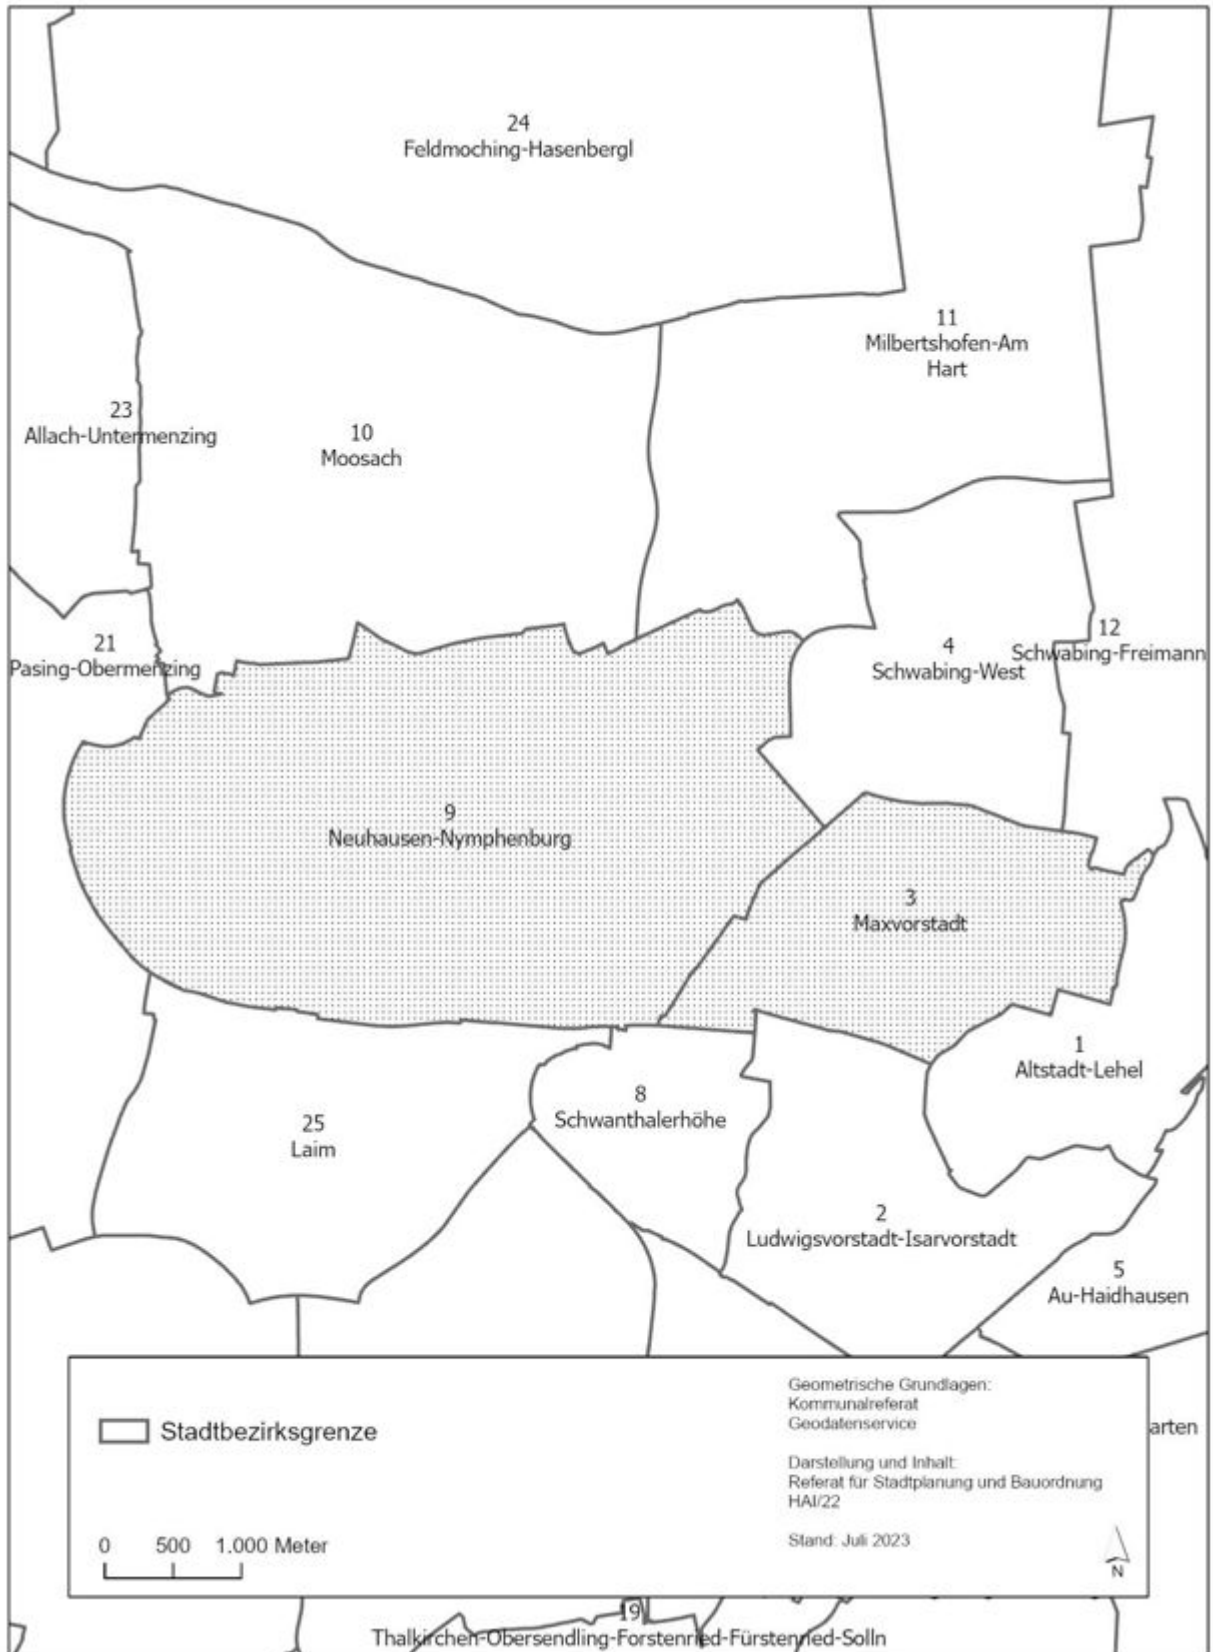 24
Feldmoching-Hasenbergl
11
Milbertshofen-Am
Hart
23
Allach-Untermenzing
10
Moosach
21
Pasing-Obermenzing
4
Schwabing-West
12
Schwabing-Freimann
9
Neuhausen-Nymphenburg
3
Maxvorstadt
1
Altstadt-Lehel
8
Schwanthalerhöhe
25
Laim
2
Ludwigsvorstadt-Isarvorstadt
5
Au-Haidhausen
Stadtbezirksgrenze
0 500 1.000 Meter
Geometrische Grundlagen:
Kommunalreferat
Geodatenservice
Darstellung und Inhalt:
Referat für Stadtplanung und Bauordnung
HAI/22
Stand: Juli 2023
N
arten
19
Thalkirchen-Obersendling-Forstenried-Fürstenried-Solln